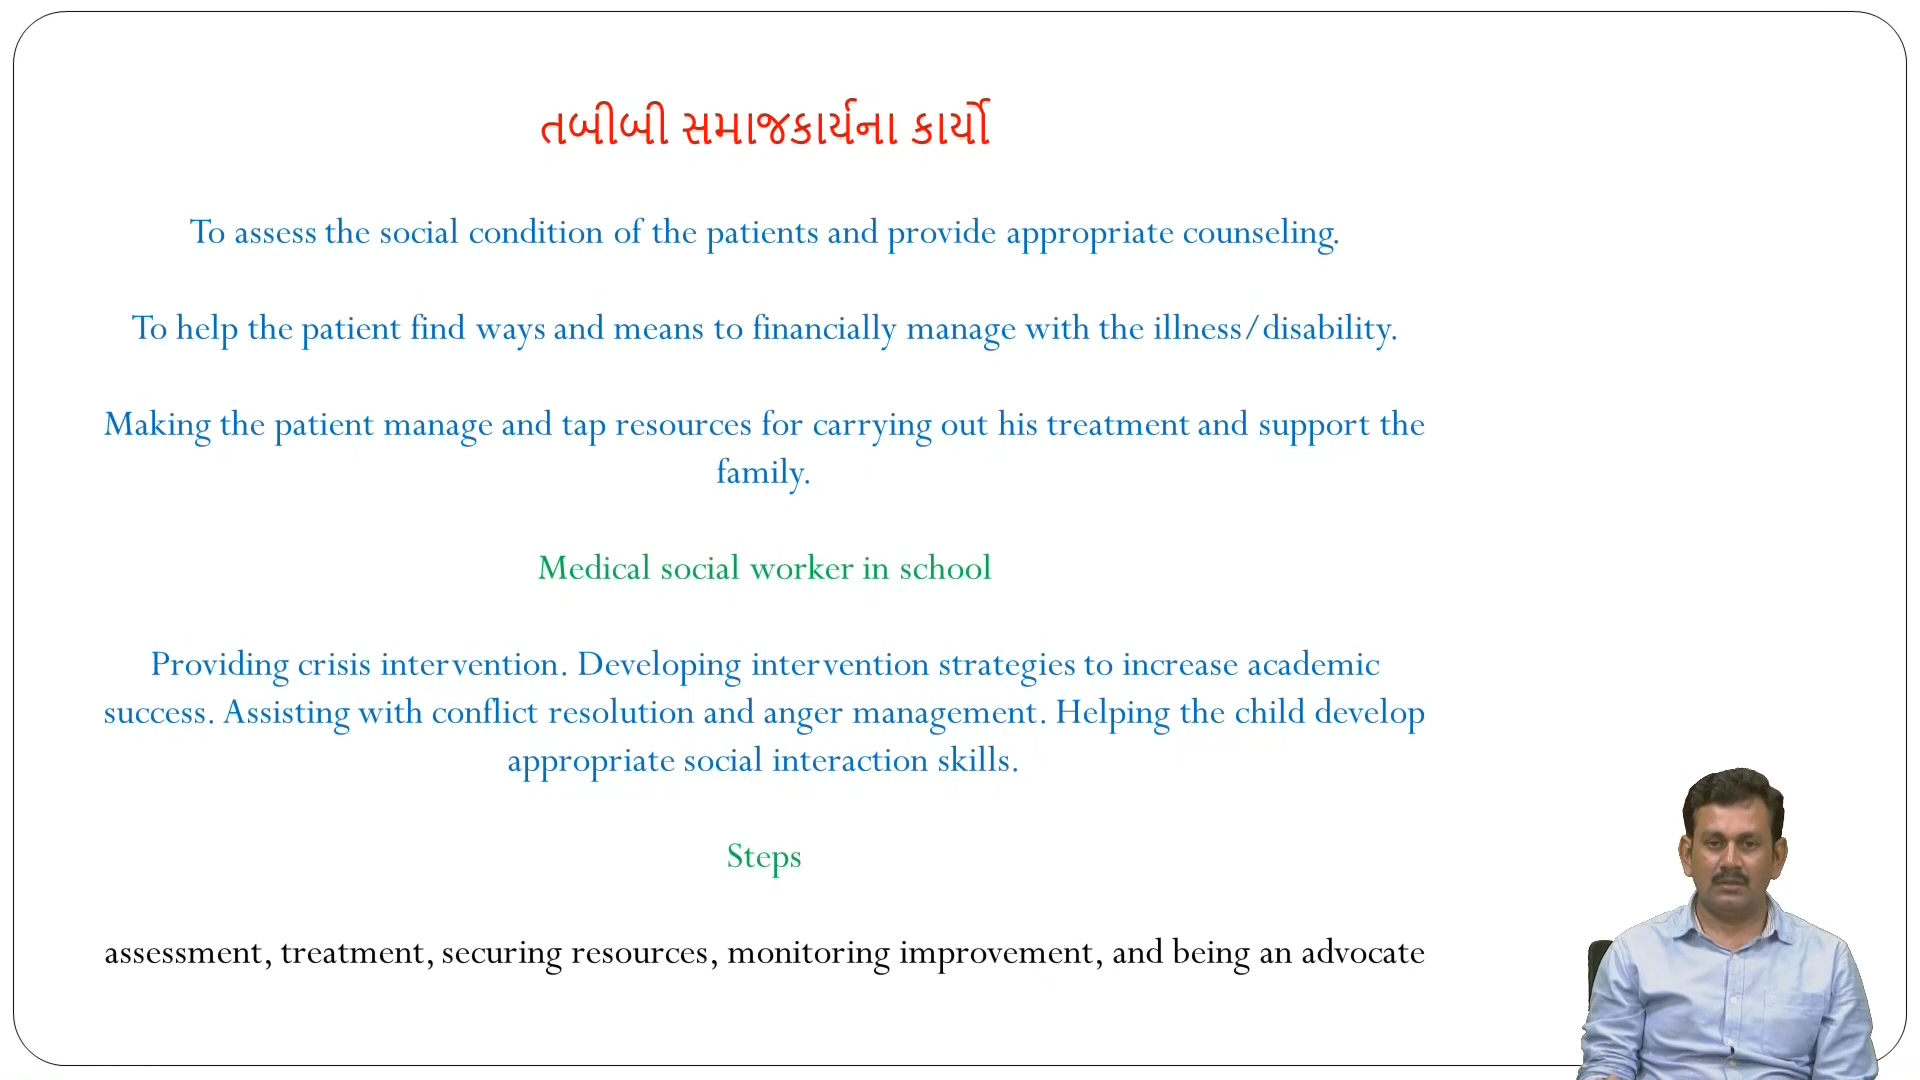 તબીબી સમાજકાર્યના કાર્યો
To assess the social condition of the patients and provide appropriate counseling.
To help the patient find ways and means to financially manage with the illness/disability.
Making the patient manage and tap resources for carrying out his treatment and support the
family.
Medical social worker in school
Providing crisis intervention. Developing intervention strategies to increase academic
success. Assisting with conflict resolution and anger management. Helping the child develop
appropriate social interaction skills.
Steps
assessment, treatment, securing resources, monitoring improvement, and being an advocate